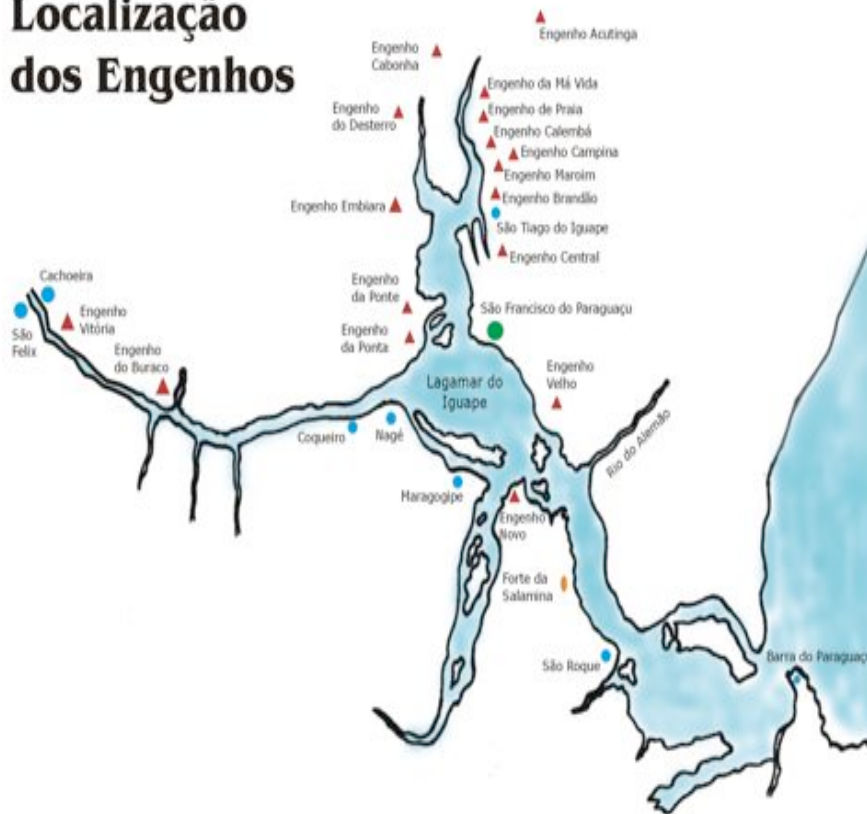 Localização
dos Engenhos
Engenho Acutinga
Engenho
Cabonha
Engenho da Má Vida
Engenho
do Desterro
Engenho de Praia
Engenho Calembá
Engenho Campina
Engenho Maroim
Engenho Brandão
Engenho Embiara
São Tiago do Iguape
Engenho Central
Cachoeira
Engenho
da Ponte
São Francisco do Paraguaçu
Engenho
Vitória
São
Felix
Engenho
da Ponta
Engenho
do Buraco
Engenho
Velho
Lagamar do
Iguape
Rio do Alemão
Coqueiro
Nagé
Maragogipe
Engenho
Novo
Forte da
Salamina
São Roque
Barra do Paraguaçu